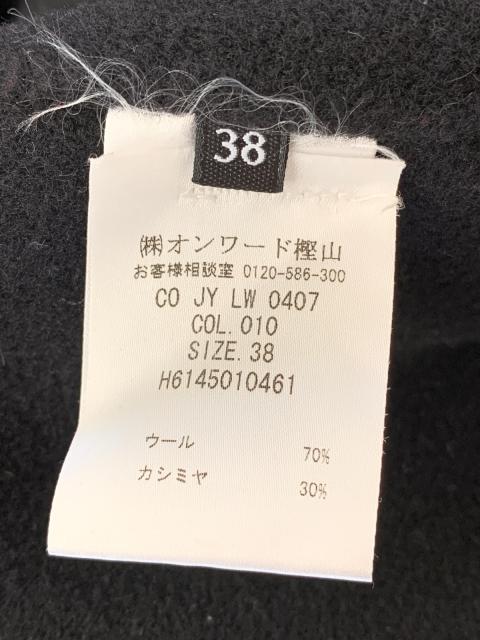 38
㈱オンワード樫山
お客様相談室 0120-586-300
CO JY LW 0407
COL.010
SIZE.38
H6145010461
ウール 70%
カシミヤ 30%